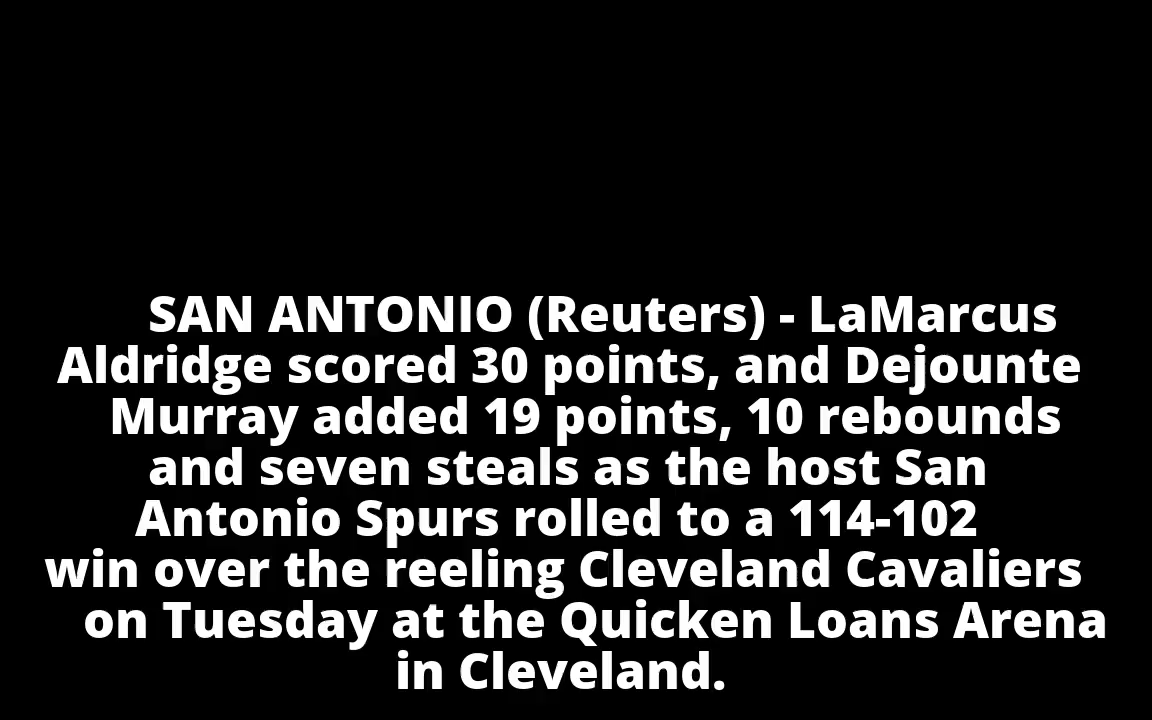 SAN ANTONIO (Reuters) - LaMarcus
Aldridge scored 30 points, and Dejounte
Murray added 19 points, 10 rebounds
and seven steals as the host San
Antonio Spurs rolled to a 114-102
win over the reeling Cleveland Cavaliers
on Tuesday at the Quicken Loans Arena
in Cleveland.